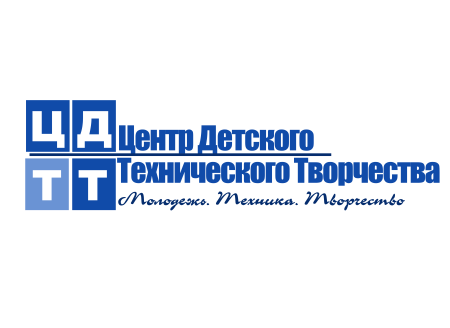 ЦД
ТТ
Центр Детского
Технического Творчества
Молодежь. Техника. Творчество